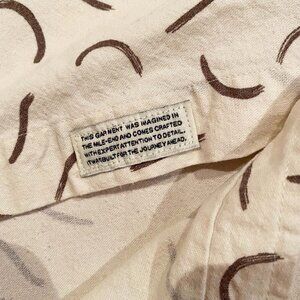 THIS GARMENT WAS IMAGINED IN
THE MILE-END AND COMES CRAFTED
WITH EXPERT ATTENTION TO DETAIL.
IT WAS BUILT FOR THE JOURNEY AHEAD.